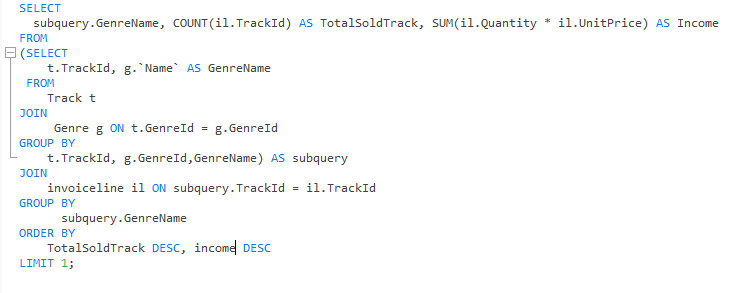 SELECT
subquery.GenreName, COUNT(il.TrackId) AS TotalSoldTrack, SUM(il.Quantity * il.UnitPrice) AS Income
FROM
(SELECT
t.TrackId, g.`Name` AS GenreName
FROM
Track t
JOIN
Genre g ON t.GenreId = g.GenreId
GROUP BY
t.TrackId, g.GenreId,GenreName) AS subquery
JOIN
invoiceline il ON subquery.TrackId = il.TrackId
GROUP BY
subquery.GenreName
ORDER BY
TotalSoldTrack DESC, income DESC
LIMIT 1;